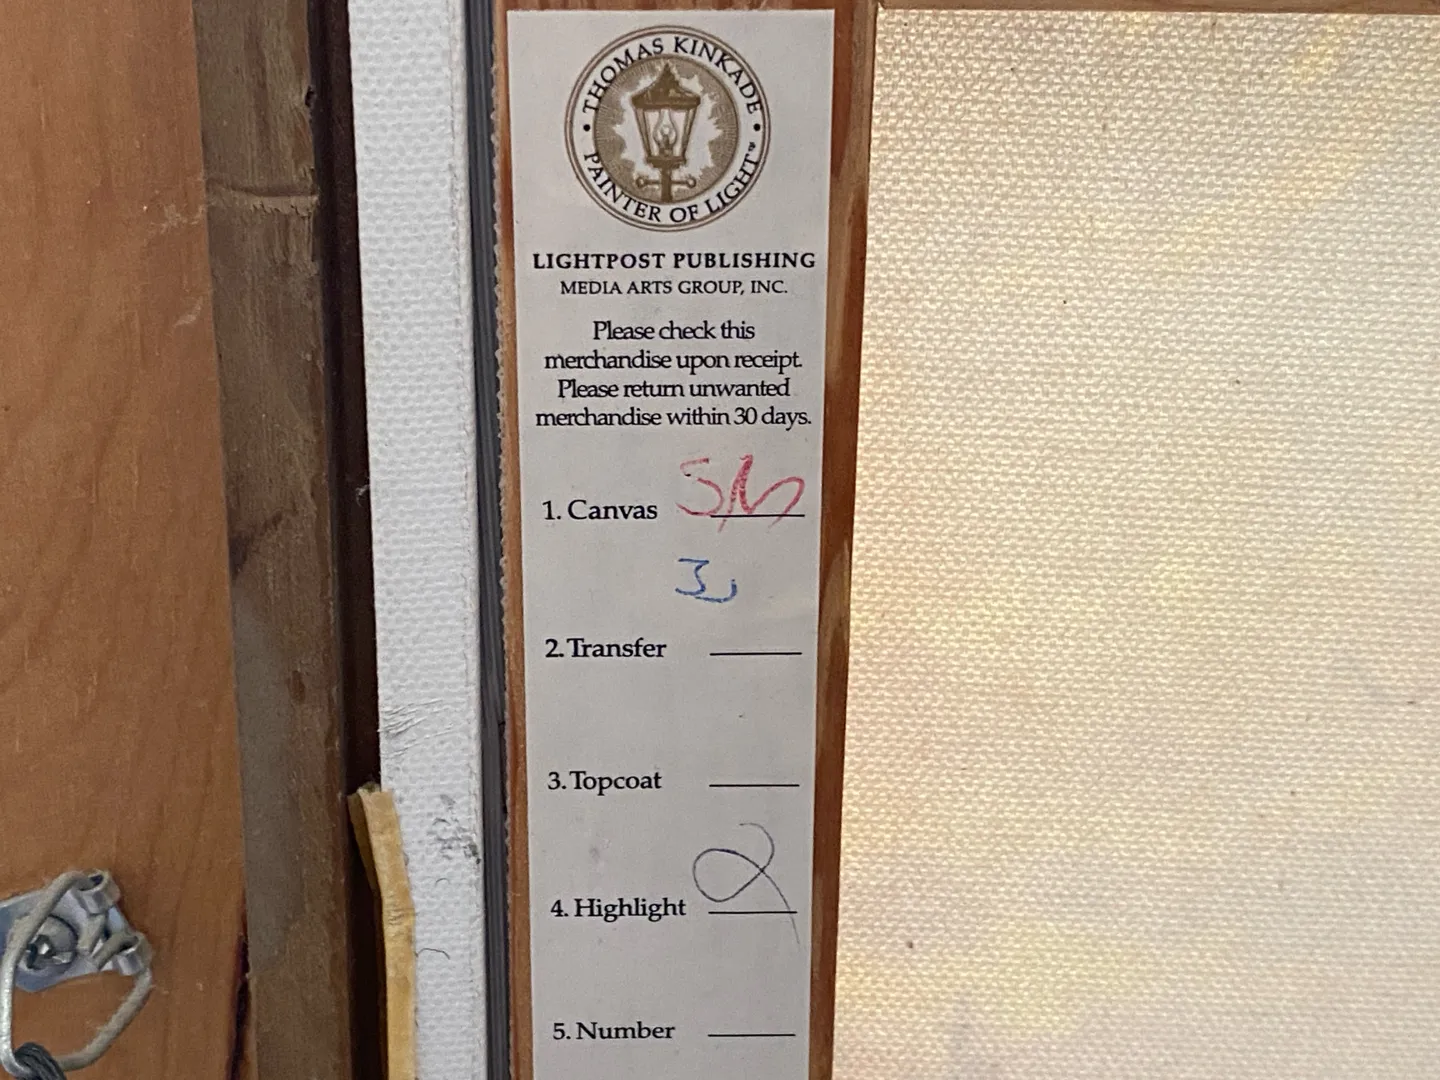 THOMAS KINKADE
PAINTER OF LIGHT™
LIGHTPOST PUBLISHING
MEDIA ARTS GROUP, INC.
Please check this
merchandise upon receipt.
Please return unwanted
merchandise within 30 days.
1. Canvas
2. Transfer
3. Topcoat
4. Highlight
5. Number